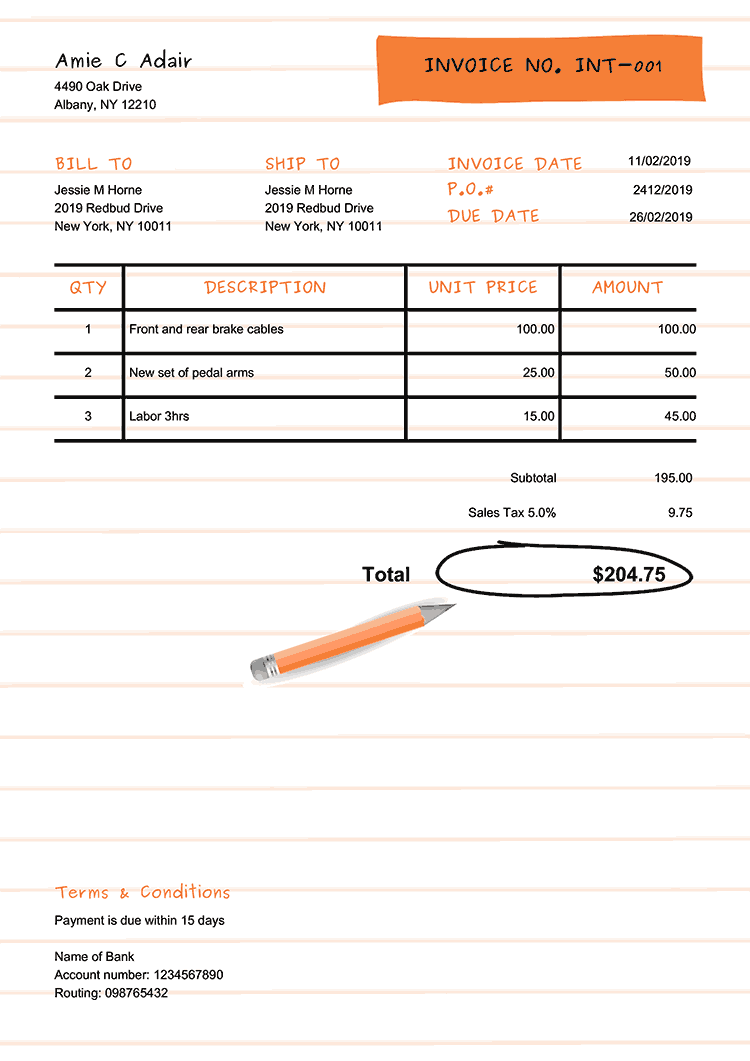 Amie C Adair
4490 Oak Drive
Albany, NY 12210
INVOICE NO. INT-001
BILL TO
Jessie M Horne
2019 Redbud Drive
New York, NY 10011
SHIP TO
Jessie M Horne
2019 Redbud Drive
New York, NY 10011
INVOICE DATE 11/02/2019
P.O.# 2412/2019
DUE DATE 26/02/2019
QTY DESCRIPTION UNIT PRICE AMOUNT
1 Front and rear brake cables 100.00 100.00
2 New set of pedal arms 25.00 50.00
3 Labor 3hrs 15.00 45.00
Subtotal 195.00
Sales Tax 5.0% 9.75
Total $204.75
Terms & Conditions
Payment is due within 15 days
Name of Bank
Account number: 1234567890
Routing: 098765432